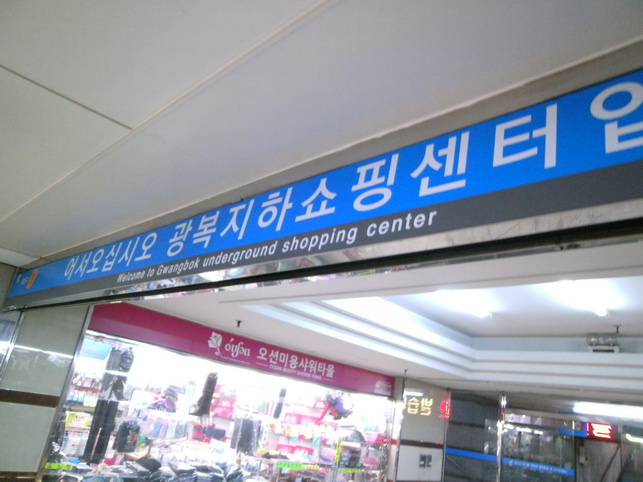 어서오십시오 광복지하쇼핑센터입
Welcome to Gwangbok underground shopping center
오션미용샤워타올